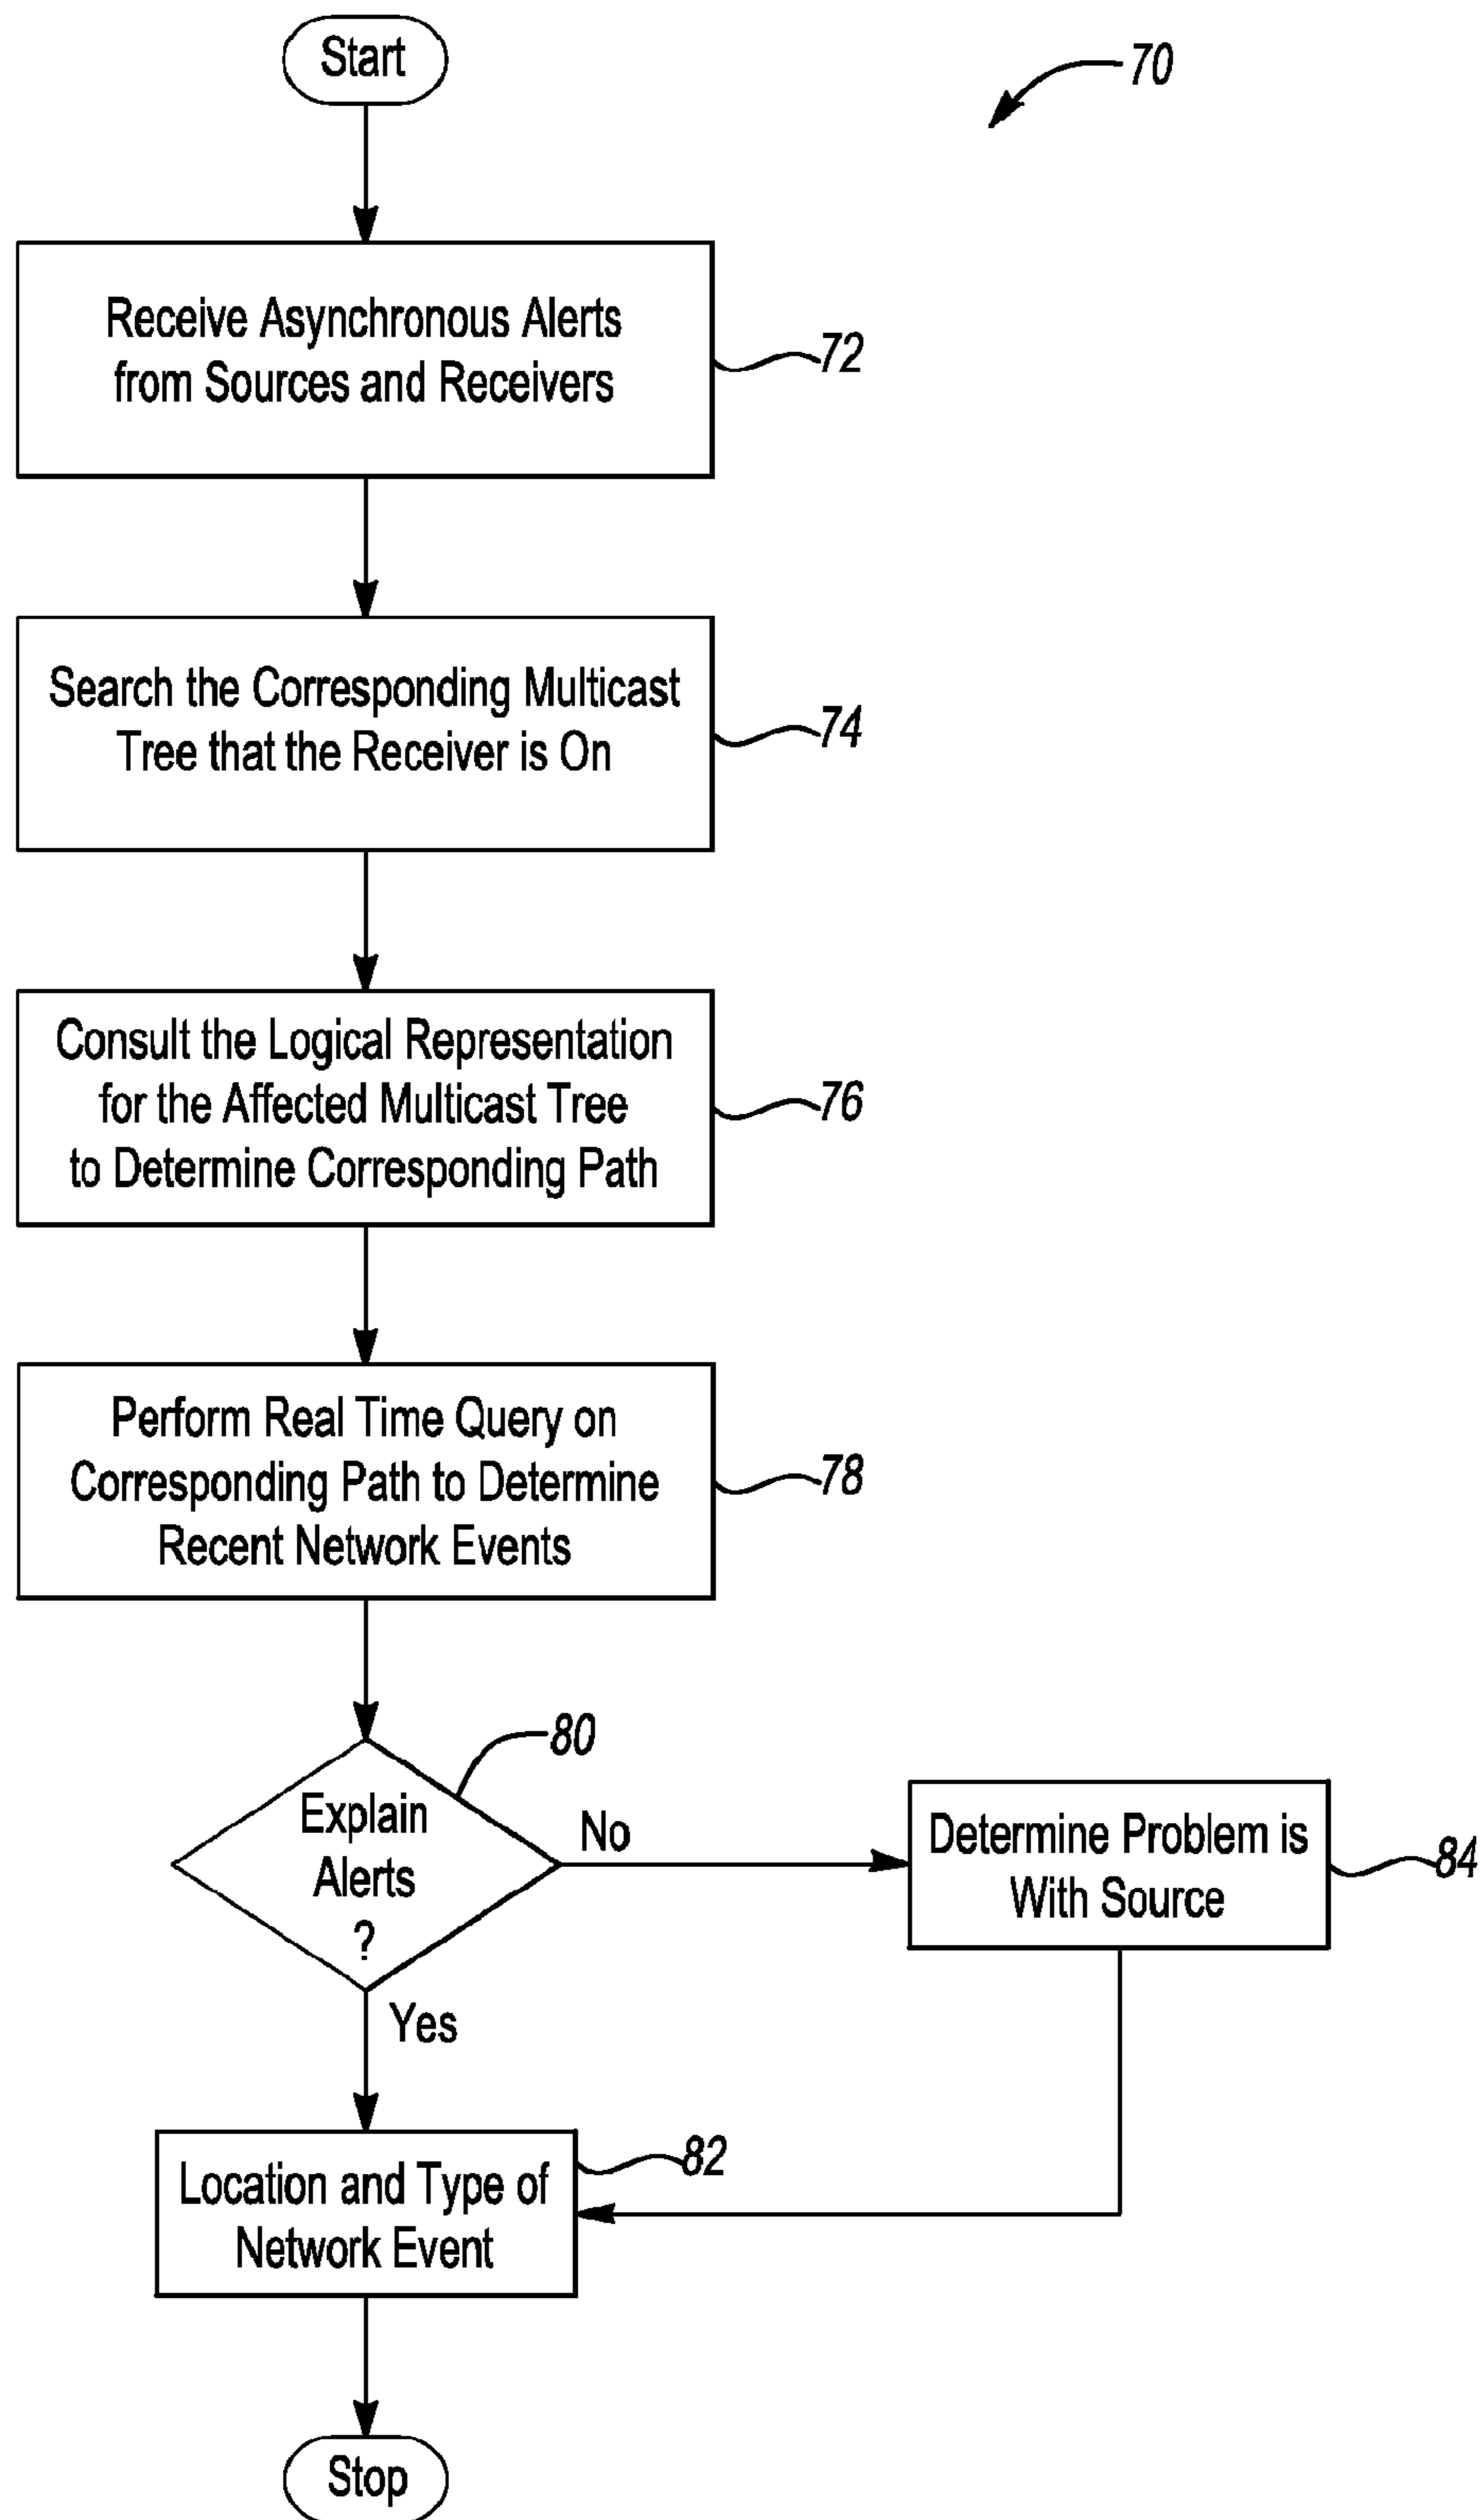 Start
70
Receive Asynchronous Alerts
from Sources and Receivers
72
Search the Corresponding Multicast
Tree that the Receiver is On
74
Consult the Logical Representation
for the Affected Multicast Tree
to Determine Corresponding Path
76
Perform Real Time Query on
Corresponding Path to Determine
Recent Network Events
78
80
Explain
Alerts
?
No
Determine Problem is
With Source
84
Yes
82
Location and Type of
Network Event
Stop